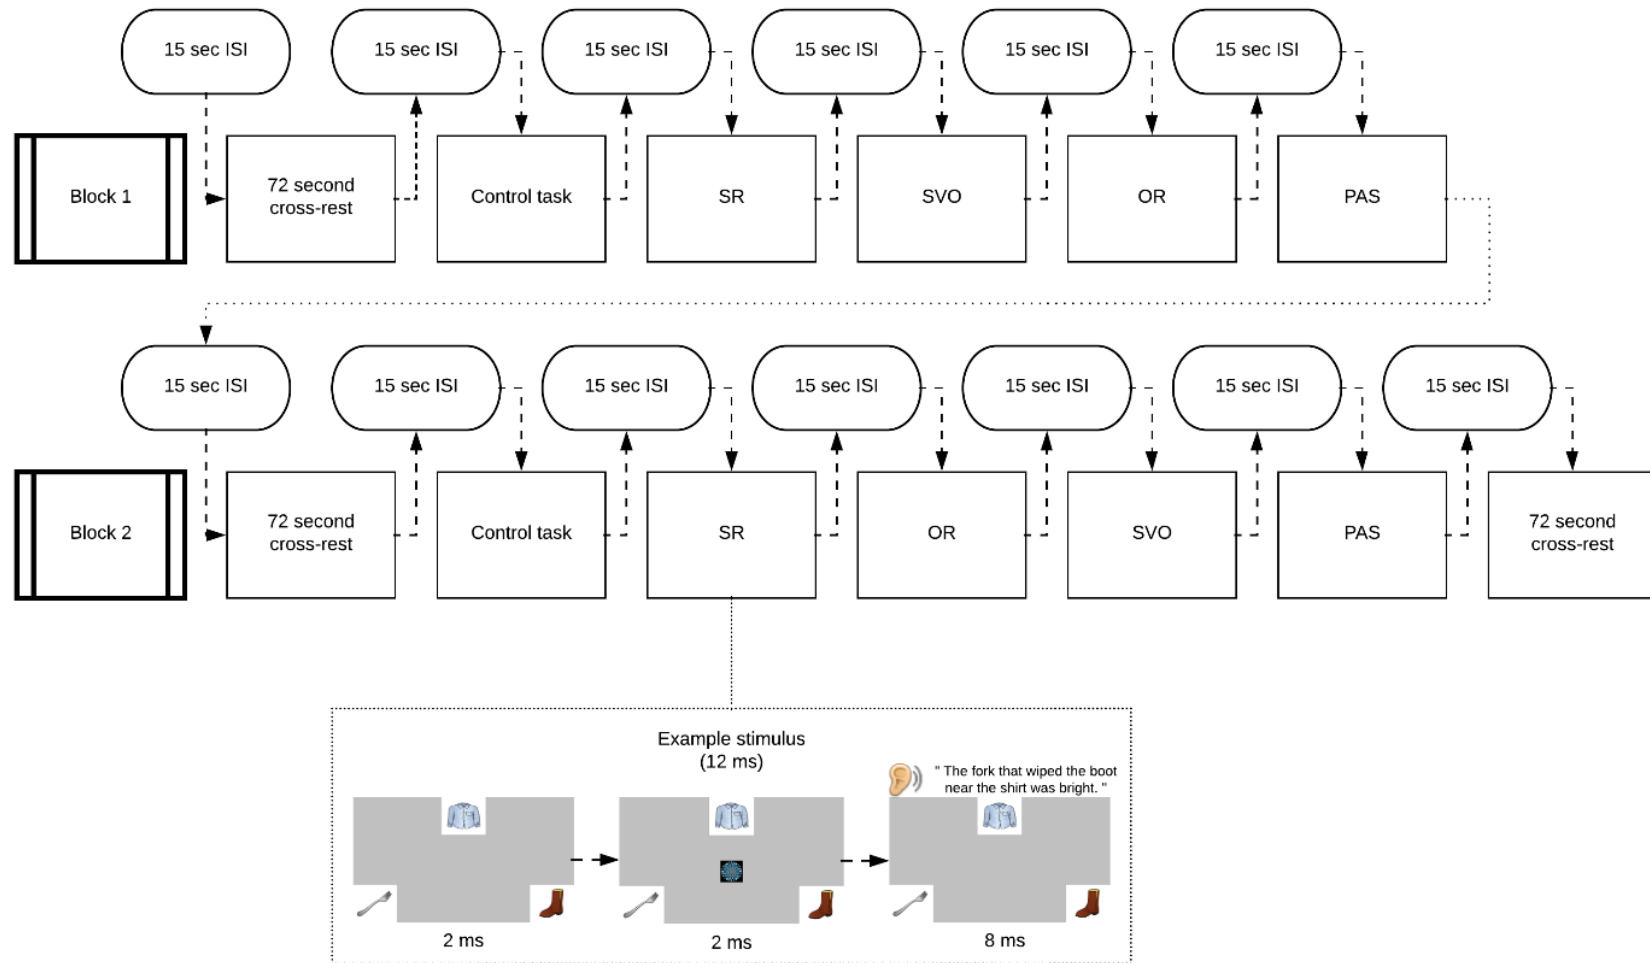 15 sec ISI
15 sec ISI
15 sec ISI
15 sec ISI
15 sec ISI
15 sec ISI
Block 1
72 second
cross-rest
Control task
SR
SVO
OR
PAS
15 sec ISI
15 sec ISI
15 sec ISI
15 sec ISI
15 sec ISI
15 sec ISI
15 sec ISI
Block 2
72 second
cross-rest
Control task
SR
OR
SVO
PAS
72 second
cross-rest
Example stimulus
(12 ms)
" The fork that wiped the boot
near the shirt was bright. "
2 ms
2 ms
8 ms